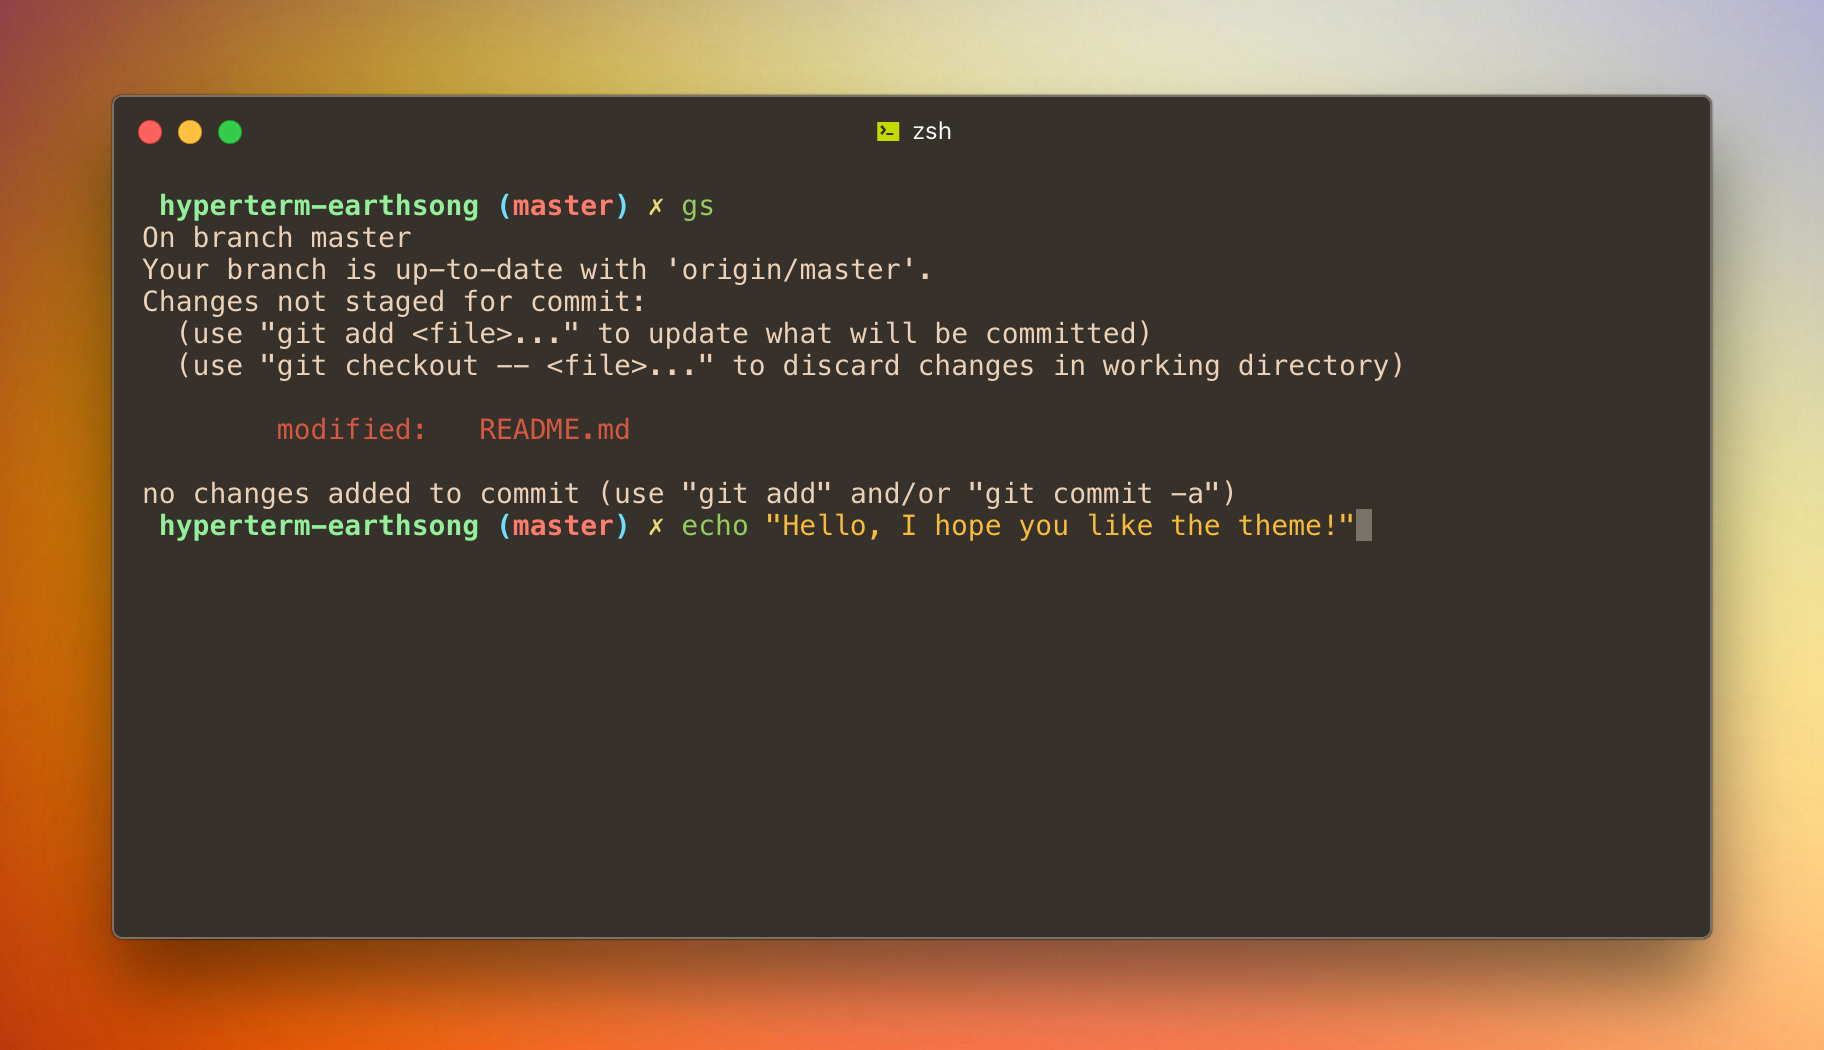 zsh
hyperterm-earthsong (master) ✗ gs
On branch master
Your branch is up-to-date with 'origin/master'.
Changes not staged for commit:
  (use "git add <file>..." to update what will be committed)
  (use "git checkout -- <file>..." to discard changes in working directory)
        modified:   README.md
no changes added to commit (use "git add" and/or "git commit -a")
hyperterm-earthsong (master) ✗ echo "Hello, I hope you like the theme!"